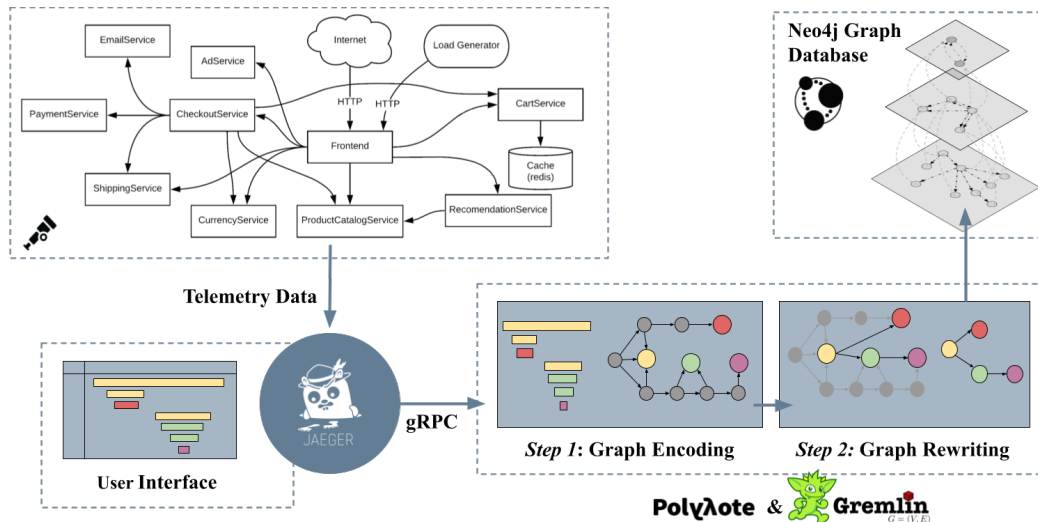 EmailService
Internet
Load Generator
AdService
HTTP
HTTP
PaymentService
CheckoutService
CartService
Frontend
Cache
(redis)
ShippingService
CurrencyService
ProductCatalogService
RecomendationService
Neo4j Graph
Database
Telemetry Data
JAEGER
gRPC
User Interface
Step 1: Graph Encoding
Step 2: Graph Rewriting
Polyλote & Gremlin
G = (V, E)